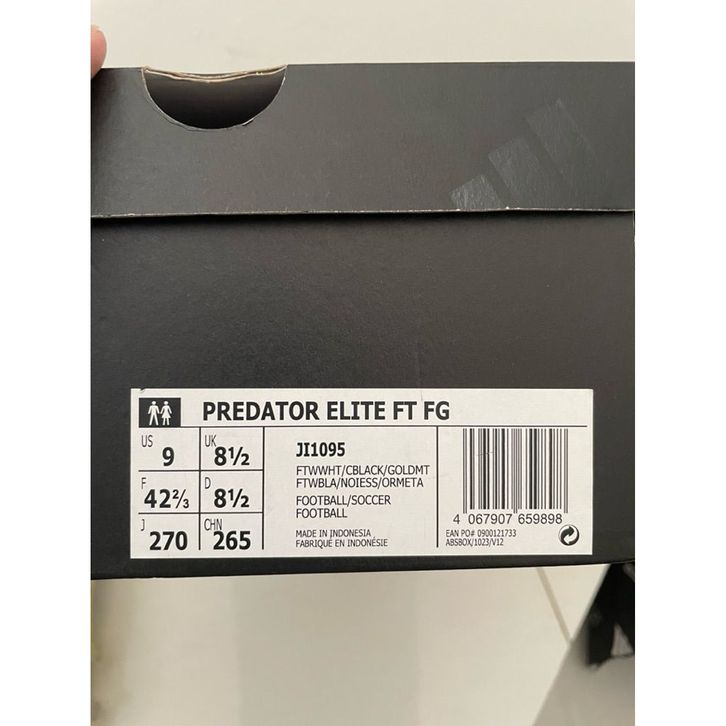 PREDATOR ELITE FT FG
US 9
UK 8½
F 42⅔
D 8½
J 270
CHN 265
JI1095
FTWWHT/CBLACK/GOLDMT
FTWBLA/NOIESS/ORMETA
FOOTBALL/SOCCER
FOOTBALL
MADE IN INDONESIA
FABRIQUÉ EN INDONÉSIE
4 067907 659898
EAN PO# 0900121733
ABSBOX/1023/V12